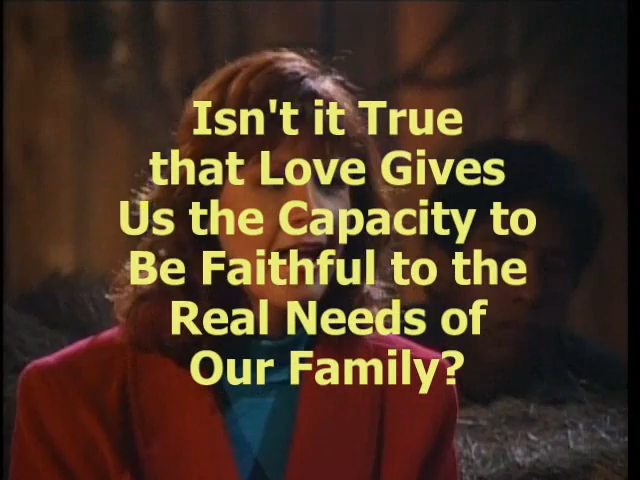 Isn't it True
that Love Gives
Us the Capacity to
Be Faithful to the
Real Needs of
Our Family?